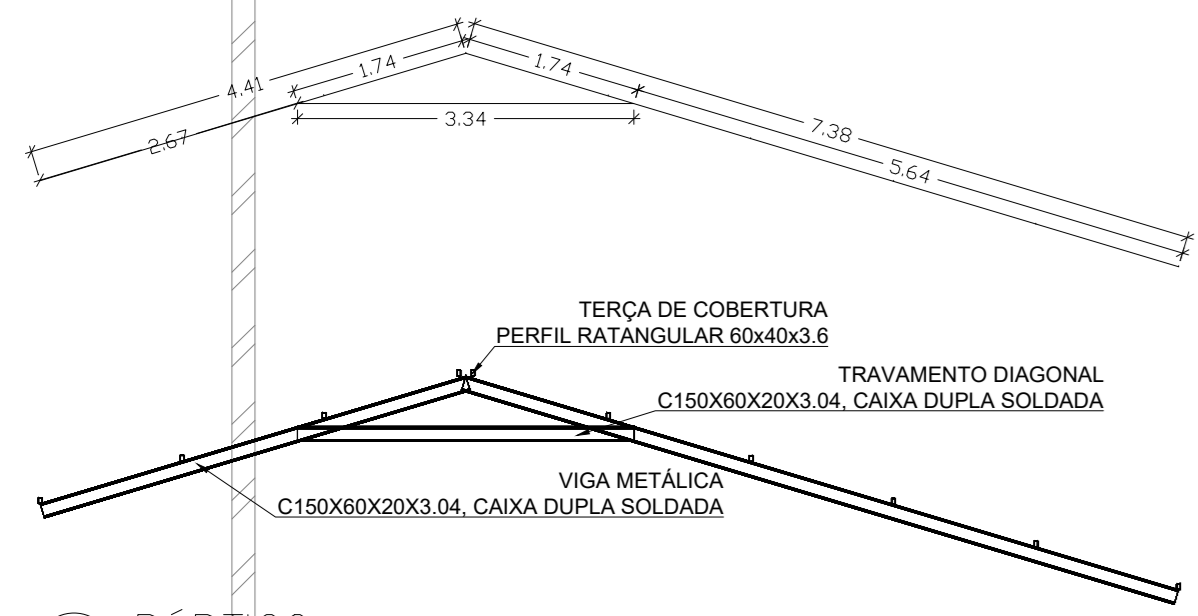 4.41
1.74
1.74
2.67
3.34
7.38
5.64
TERÇA DE COBERTURA
PERFIL RATANGULAR 60x40x3.6
TRAVAMENTO DIAGONAL
C150X60X20X3.04, CAIXA DUPLA SOLDADA
VIGA METÁLICA
C150X60X20X3.04, CAIXA DUPLA SOLDADA